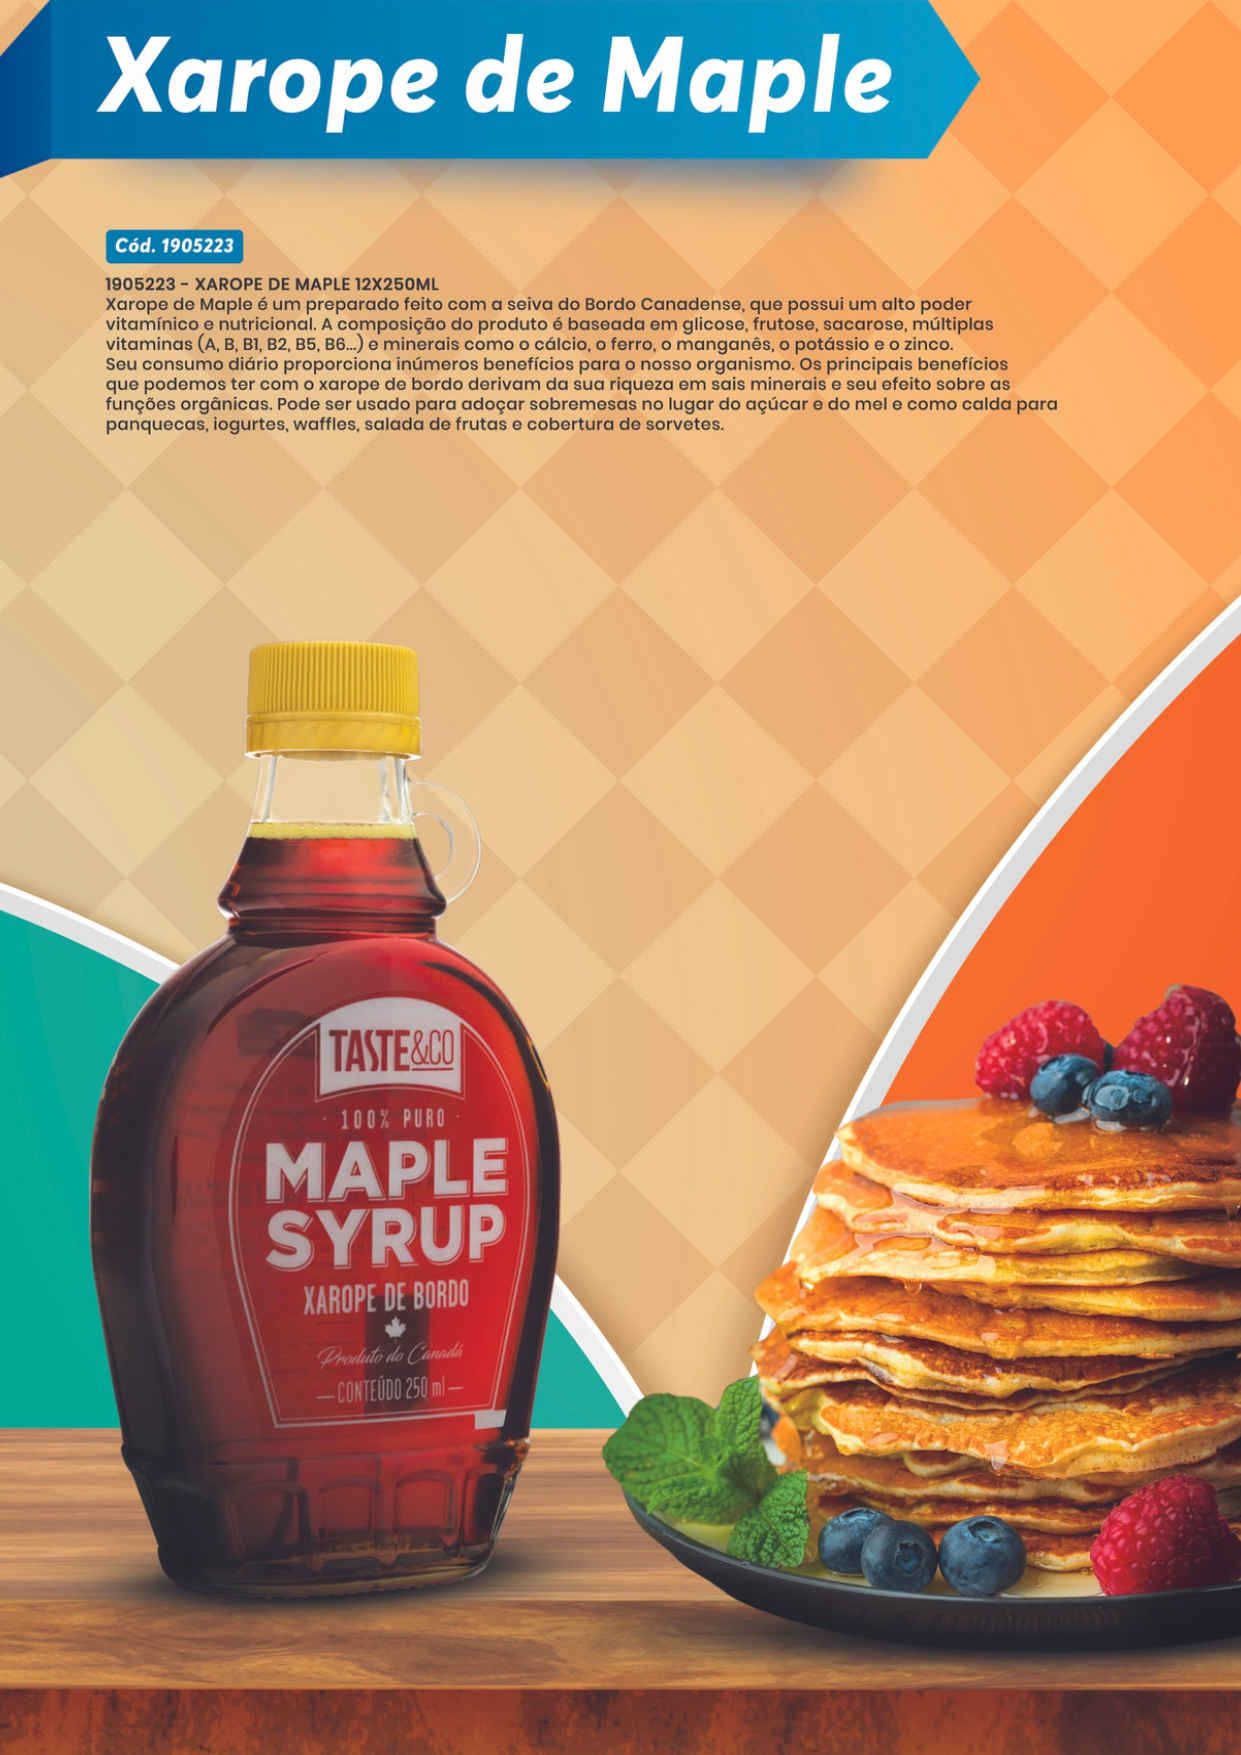 Xarope de Maple
Cód. 1905223
1905223 - XAROPE DE MAPLE 12X250ML
Xarope de Maple é um preparado feito com a seiva do Bordo Canadense, que possui um alto poder
vitamínico e nutricional. A composição do produto é baseada em glicose, frutose, sacarose, múltiplas
vitaminas (A, B, B1, B2, B5, B6...) e minerais como o cálcio, o ferro, o manganês, o potássio e o zinco.
Seu consumo diário proporciona inúmeros benefícios para o nosso organismo. Os principais benefícios
que podemos ter com o xarope de bordo derivam da sua riqueza em sais minerais e seu efeito sobre as
funções orgânicas. Pode ser usado para adoçar sobremesas no lugar do açúcar e do mel e como calda para
panquecas, iogurtes, waffles, salada de frutas e cobertura de sorvetes.
TASTE&CO
100% PURO
MAPLE
SYRUP
XAROPE DE BORDO
Produto do Canadá
CONTEÚDO 250 ml